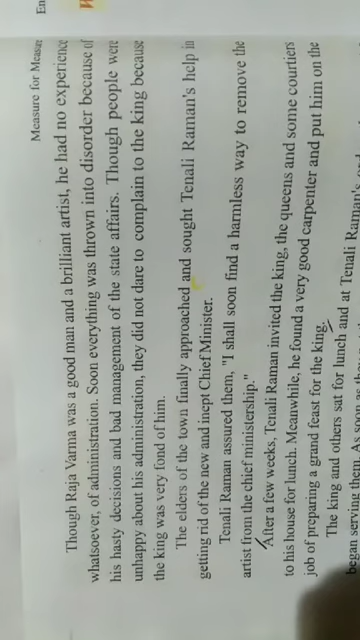 Measure for Measure
En
Though Raja Varma was a good man and a brilliant artist, he had no experience
whatsoever, of administration. Soon everything was thrown into disorder because of
his hasty decisions and bad management of the state affairs. Though people were
unhappy about his administration, they did not dare to complain to the king because
the king was very fond of him.
The elders of the town finally approached and sought Tenali Raman's help in
getting rid of the new and inept Chief Minister.
Tenali Raman assured them, "I shall soon find a harmless way to remove the
artist from the chief ministership."
After a few weeks, Tenali Raman invited the king, the queens and some courtiers
to his house for lunch. Meanwhile, he found a very good carpenter and put him on the
job of preparing a grand feast for the king.
The king and others sat for lunch and at Tenali Raman's
began serving them. As soon as